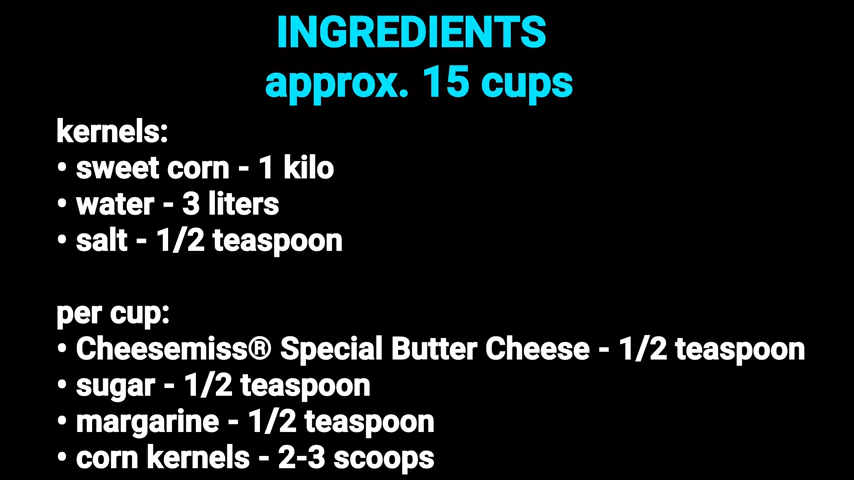 INGREDIENTS
approx. 15 cups
kernels:
• sweet corn - 1 kilo
• water - 3 liters
• salt - 1/2 teaspoon
per cup:
• Cheesemiss® Special Butter Cheese - 1/2 teaspoon
• sugar - 1/2 teaspoon
• margarine - 1/2 teaspoon
• corn kernels - 2-3 scoops